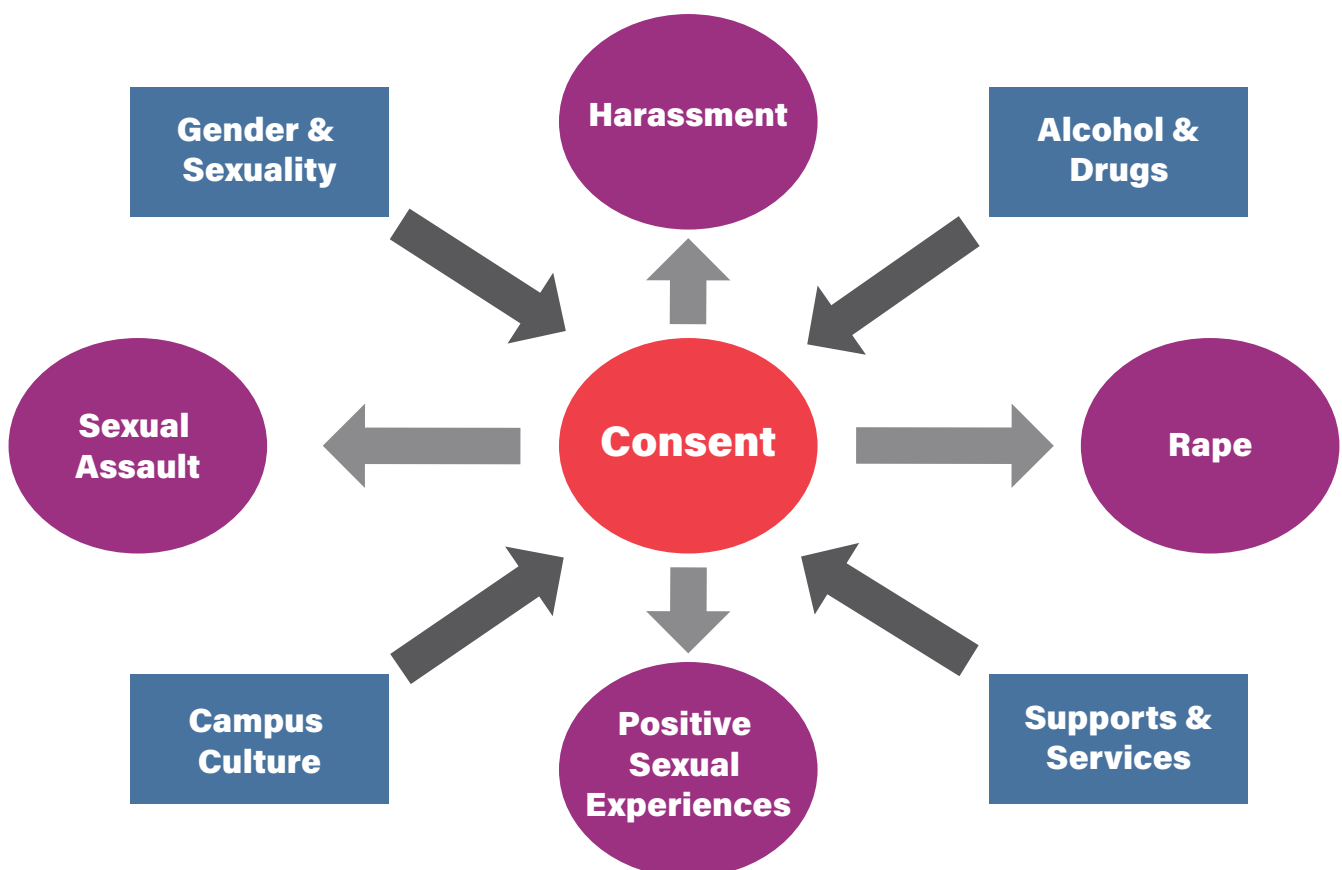 Harassment
Gender &
Sexuality
Alcohol &
Drugs
Sexual
Assault
Consent
Rape
Campus
Culture
Positive
Sexual
Experiences
Supports &
Services